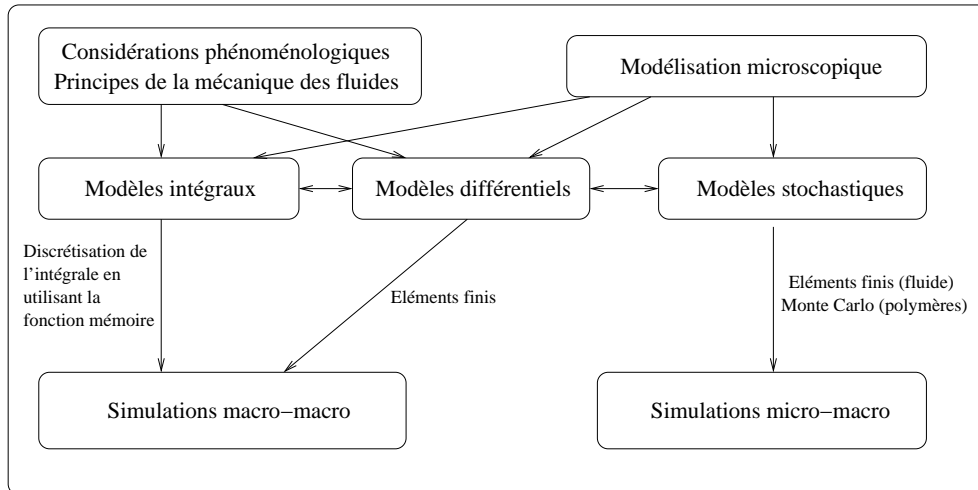 Considérations phénoménologiques
Principes de la mécanique des fluides
Modélisation microscopique
Modèles intégraux
Modèles différentiels
Modèles stochastiques
Discrétisation de
l'intégrale en
utilisant la
fonction mémoire
Eléments finis
Eléments finis (fluide)
Monte Carlo (polymères)
Simulations macro−macro
Simulations micro−macro